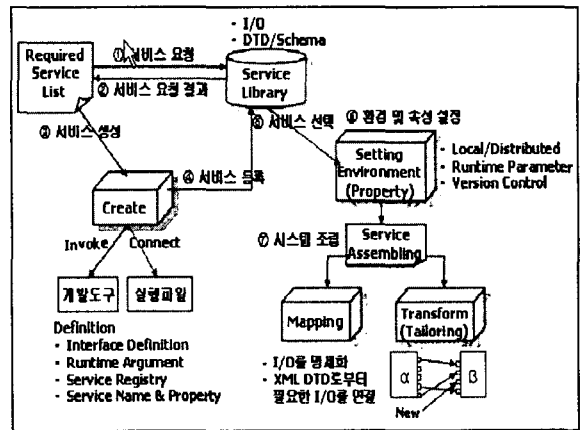 · I/O
· DTD/Schema
Required
Service
List
① 서비스 요청
② 서비스 요청 결과
Service
Library
③ 서비스 생성
④ 서비스 등록
⑤ 서비스 선택
환경 및 속성 설정
Setting
Environment
(Property)
· Local/Distributed
· Runtime Parameter
· Version Control
Create
Invoke
Connect
개발도구
실행파일
⑦ 시스템 조립
Service
Assembling
Mapping
Transform
(Tailoring)
Definition
· Interface Definition
· Runtime Argument
· Service Registry
· Service Name & Property
· I/O를 명세화
· XML DTD로부터
필요한 I/O를 연결
α
ß
New